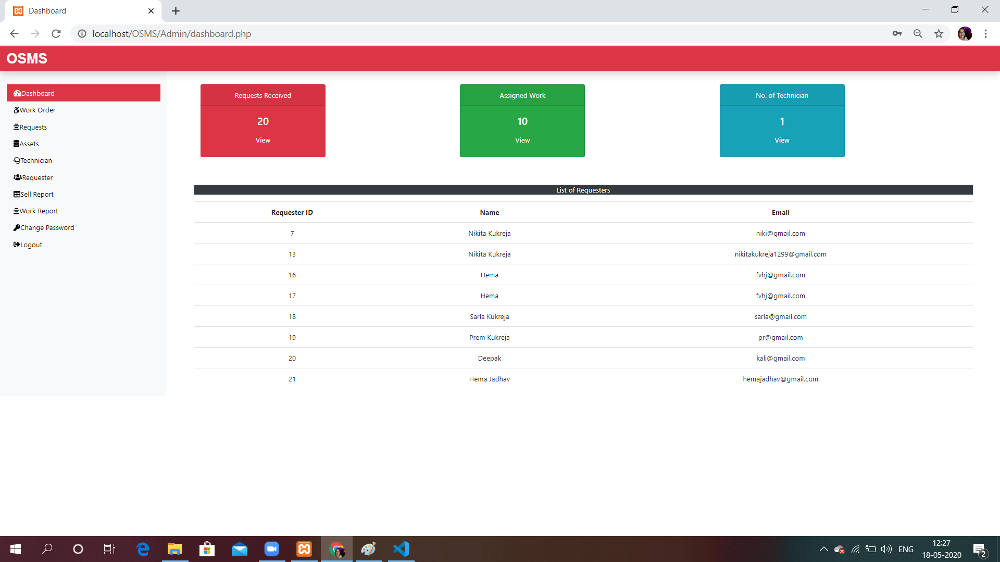 Dashboard
localhost/OSMS/Admin/dashboard.php
OSMS
Dashboard
Work Order
Requests
Assets
Technician
Requester
Sell Report
Work Report
Change Password
Logout
Requests Received
20
View
Assigned Work
10
View
No. of Technician
1
View
List of Requesters
Requester ID Name Email
7 Nikita Kukreja niki@gmail.com
13 Nikita Kukreja nikitakukreja1299@gmail.com
16 Hema fvhj@gmail.com
17 Hema fvhj@gmail.com
18 Sarla Kukreja sarla@gmail.com
19 Prem Kukreja pr@gmail.com
20 Deepak kali@gmail.com
21 Hema Jadhav hemajadhav@gmail.com
ENG
12:27
18-05-2020
2